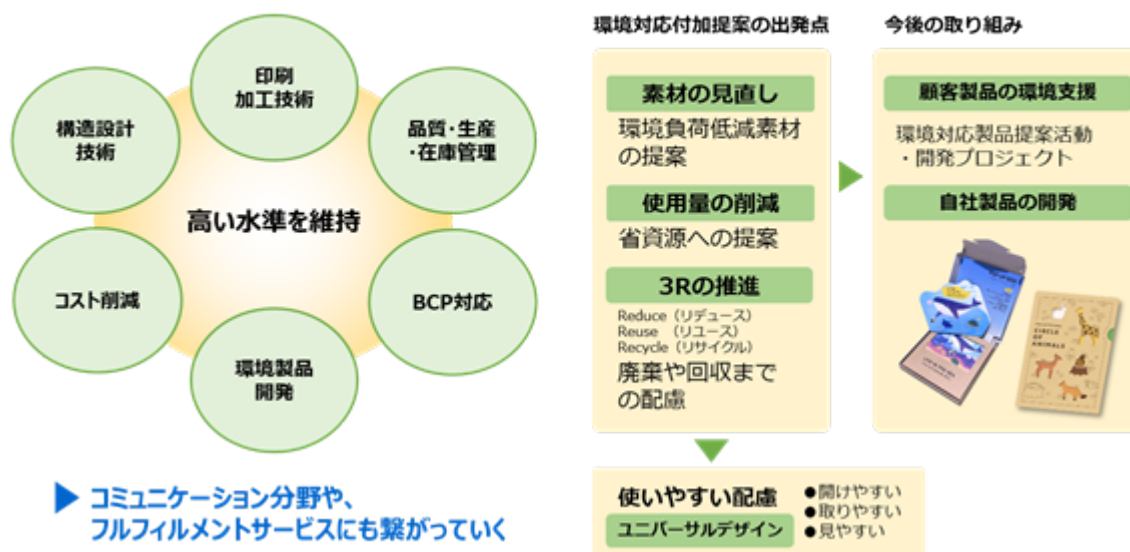 印刷
加工技術
構造設計
技術
品質・生産
・在庫管理
高い水準を維持
コスト削減
BCP対応
環境製品
開発
コミュニケーション分野や、
フルフィルメントサービスにも繋がっていく
環境対応付加提案の出発点
素材の見直し
環境負荷低減素材
の提案
使用量の削減
省資源への提案
3Rの推進
Reduce（リデュース）
Reuse （リユース）
Recycle（リサイクル）
廃棄や回収まで
の配慮
使いやすい配慮
ユニバーサルデザイン
●開けやすい
●取りやすい
●見やすい
今後の取り組み
顧客製品の環境支援
環境対応製品提案活動
・開発プロジェクト
自社製品の開発
CIRCLE
OF
ANIMALS